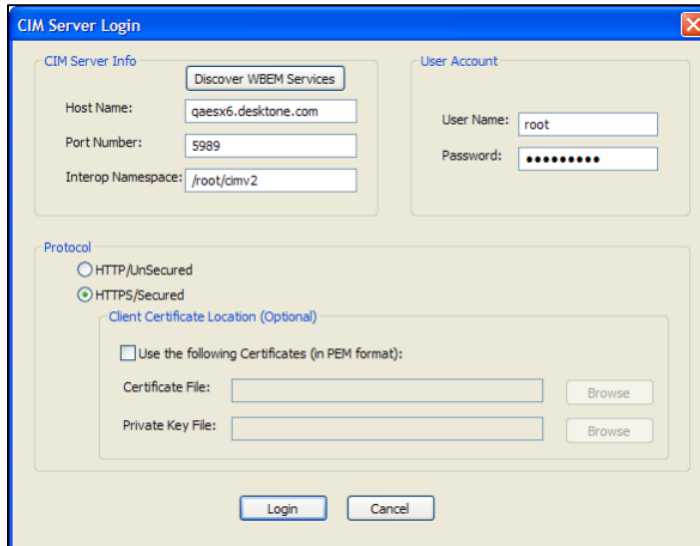 CIM Server Login
CIM Server Info
Discover WBEM Services
Host Name: qaesx6.desktone.com
Port Number: 5989
Interop Namespace: /root/cimv2
User Account
User Name: root
Password: •••••••••
Protocol
HTTP/UnSecured
HTTPS/Secured
Client Certificate Location (Optional)
Use the following Certificates (in PEM format):
Certificate File: Browse
Private Key File: Browse
Login Cancel